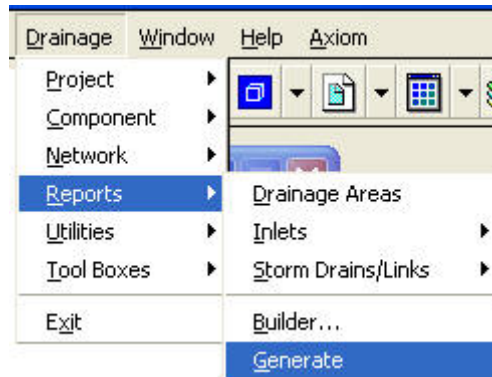 Drainage Window Help Axiom
Project
Component
Network
Reports
Drainage Areas
Utilities
Inlets
Tool Boxes
Storm Drains/Links
Exit
Builder...
Generate